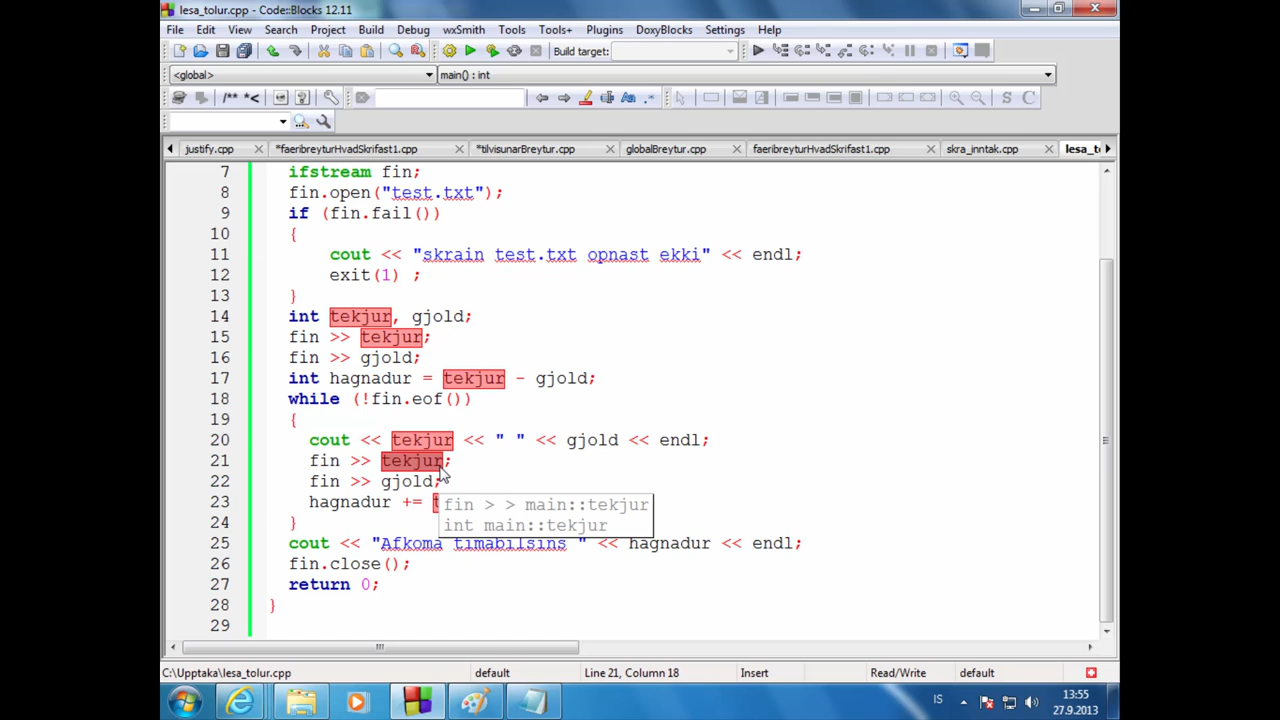 lesa_tolur.cpp - Code::Blocks 12.11
File Edit View Search Project Build Debug wxSmith Tools Tools+ Plugins DoxyBlocks Settings Help
Build target:
<global> main() : int
/** *<
Aa .*
S C
justify.cpp *faeribreyturHvadSkrifast1.cpp *tilvisunarBreytur.cpp globalBreytur.cpp faeribreyturHvadSkrifast1.cpp skra_inntak.cpp lesa_to
7 ifstream fin;
8 fin.open("test.txt");
9 if (fin.fail())
10 {
11 cout << "skrain test.txt opnast ekki" << endl;
12 exit(1) ;
13 }
14 int tekjur, gjold;
15 fin >> tekjur;
16 fin >> gjold;
17 int hagnadur = tekjur - gjold;
18 while (!fin.eof())
19 {
20 cout << tekjur << " " << gjold << endl;
21 fin >> tekjur;
22 fin >> gjold;
23 hagnadur += t
fin > > main::tekjur
int main::tekjur
24 }
25 cout << "Afkoma timabilsins " << hagnadur << endl;
26 fin.close();
27 return 0;
28 }
29
C:\Upptaka\lesa_tolur.cpp default Line 21, Column 18 Insert Read/Write default
IS 13:55
27.9.2013